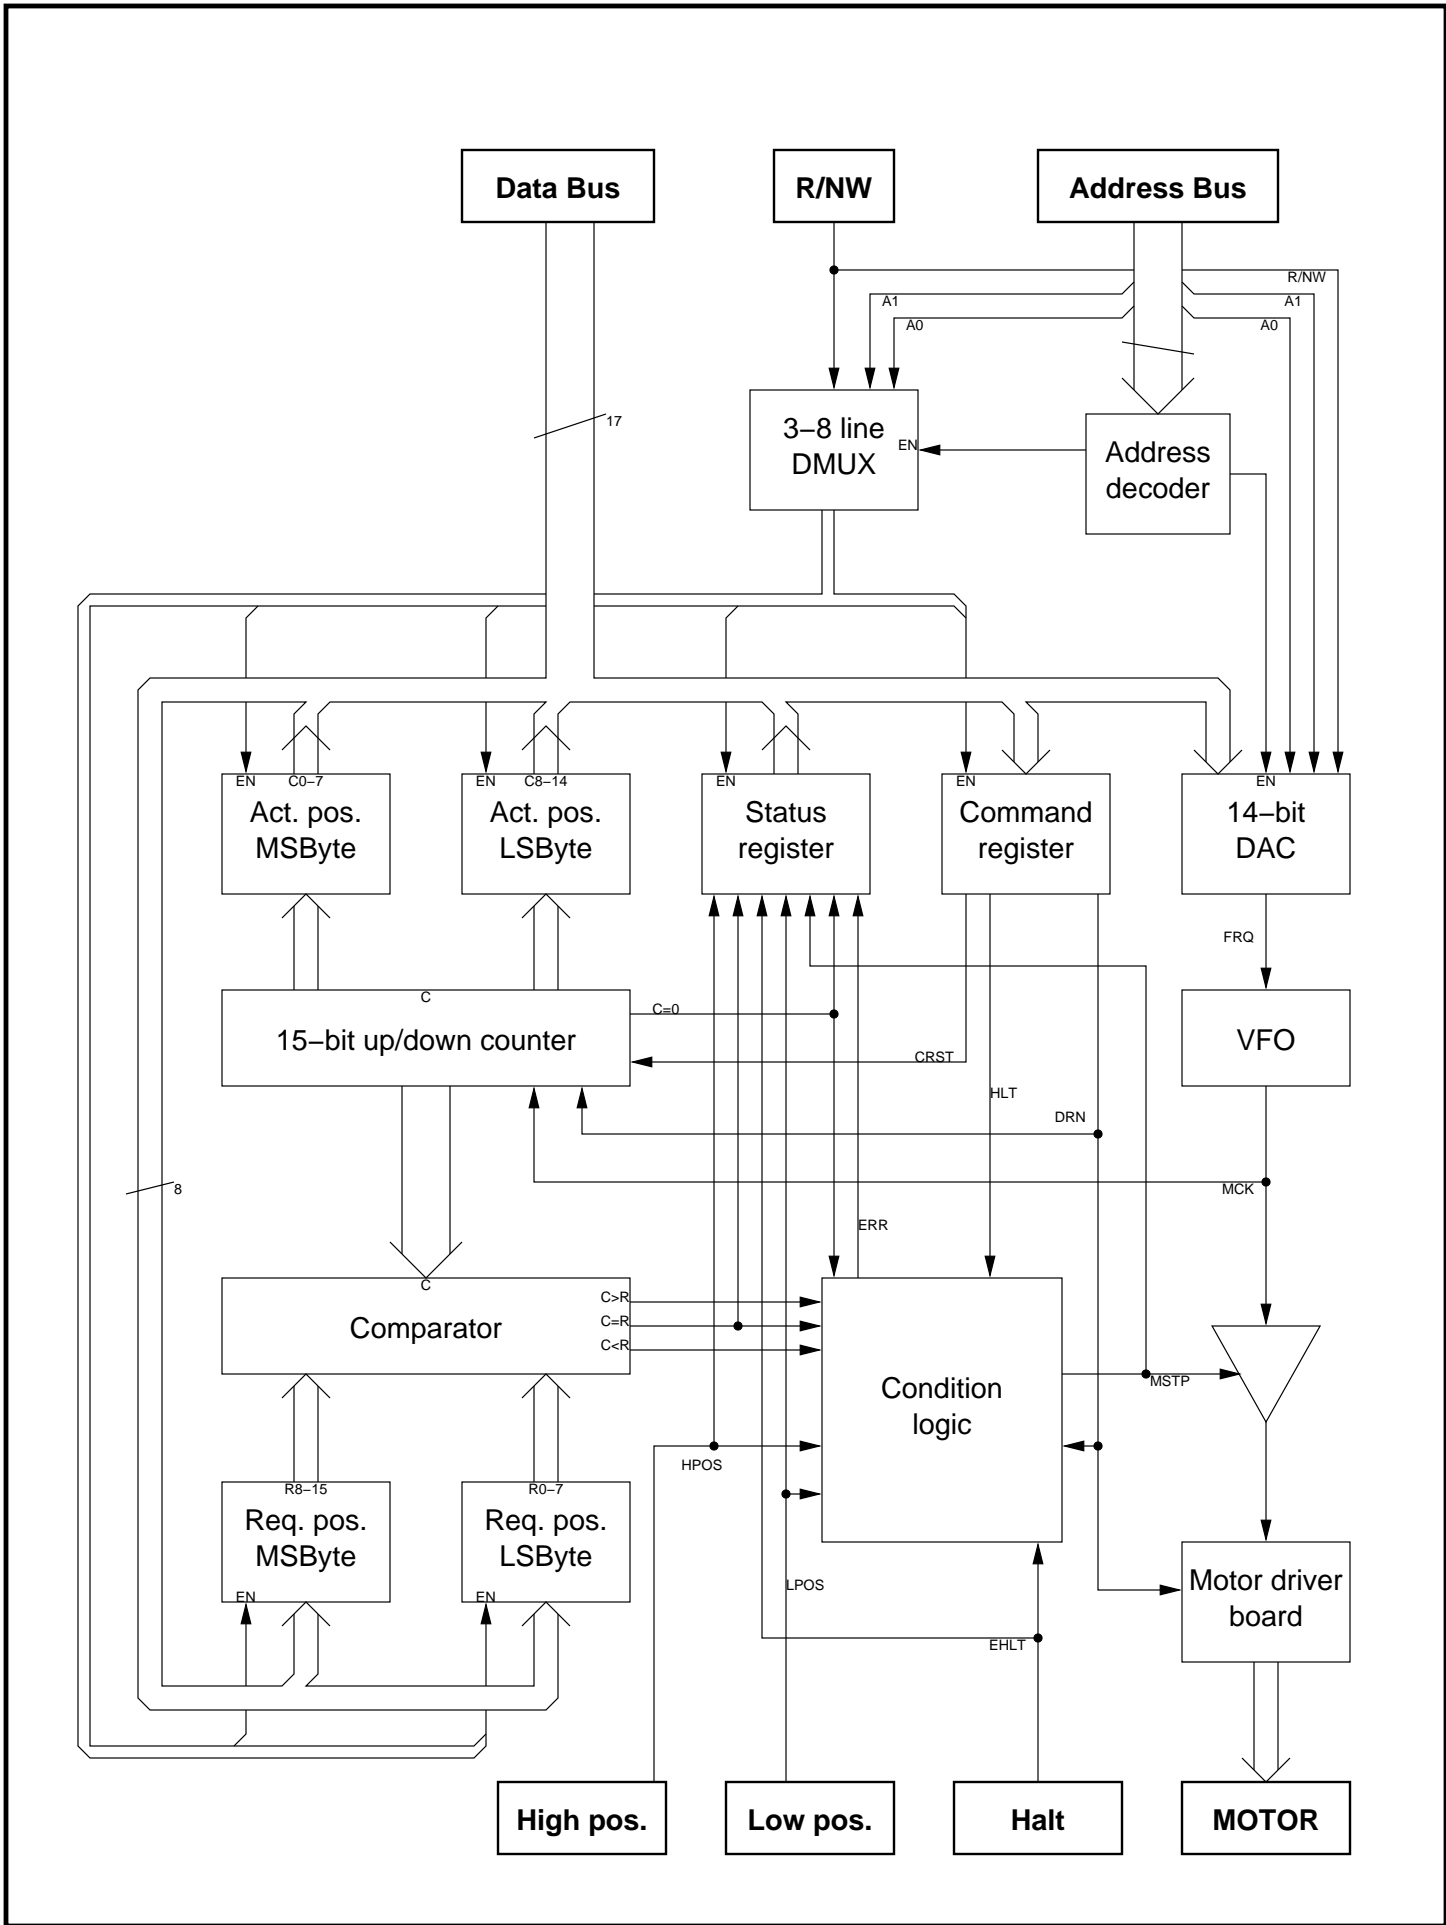 Data Bus
R/NW
Address Bus
R/NW
A1
A1
A0
A0
17
3–8 line
DMUX
EN
Address
decoder
EN
C0–7
EN
C8–14
EN
EN
EN
Act. pos.
MSByte
Act. pos.
LSByte
Status
register
Command
register
14–bit
DAC
FRQ
C
C=0
15–bit up/down counter
CRST
VFO
HLT
DRN
8
MCK
ERR
C
C>R
C=R
C<R
Comparator
Condition
logic
MSTP
HPOS
R8–15
R0–7
Req. pos.
MSByte
Req. pos.
LSByte
EN
EN
LPOS
Motor driver
board
EHLT
High pos.
Low pos.
Halt
MOTOR